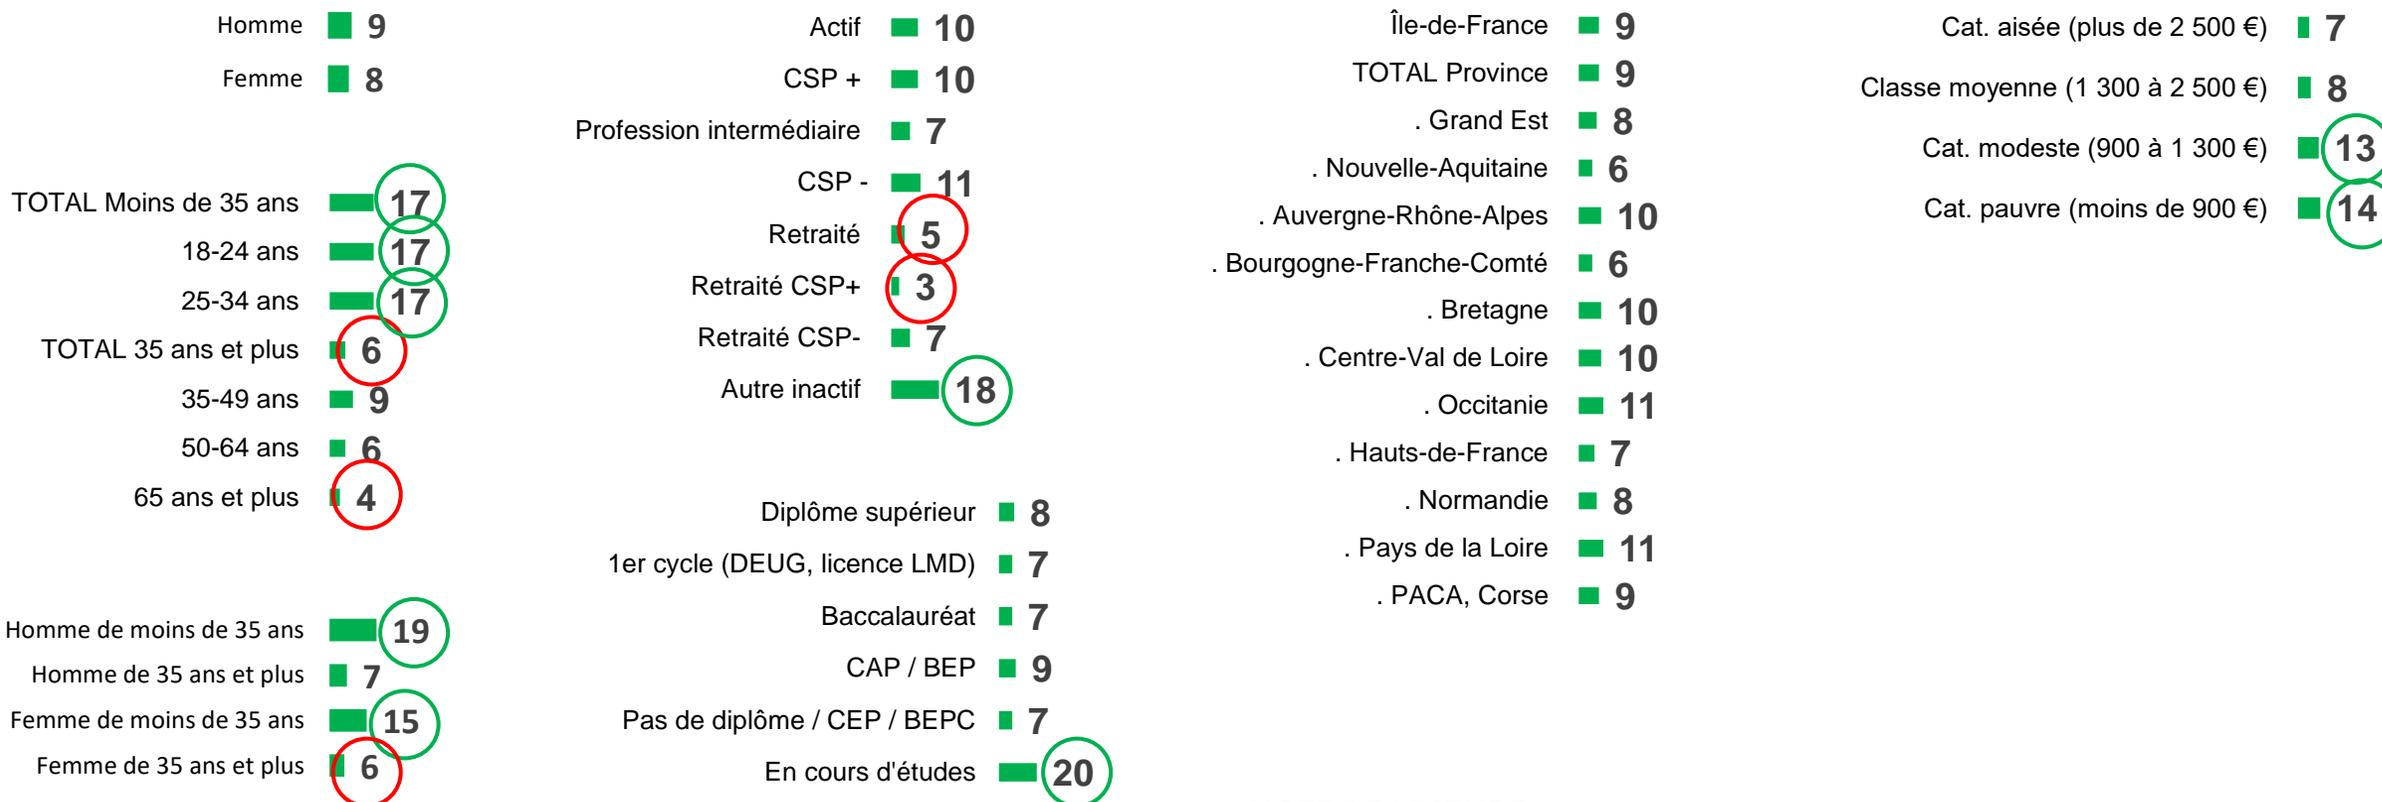 Homme 9
Femme 8
TOTAL Moins de 35 ans 17
18-24 ans 17
25-34 ans 17
TOTAL 35 ans et plus 6
35-49 ans 9
50-64 ans 6
65 ans et plus 4
Homme de moins de 35 ans 19
Homme de 35 ans et plus 7
Femme de moins de 35 ans 15
Femme de 35 ans et plus 6
Actif 10
CSP + 10
Profession intermédiaire 7
CSP - 11
Retraité 5
Retraité CSP+ 3
Retraité CSP- 7
Autre inactif 18
Diplôme supérieur 8
1er cycle (DEUG, licence LMD) 7
Baccalauréat 7
CAP / BEP 9
Pas de diplôme / CEP / BEPC 7
En cours d'études 20
Île-de-France 9
TOTAL Province 9
. Grand Est 8
. Nouvelle-Aquitaine 6
. Auvergne-Rhône-Alpes 10
. Bourgogne-Franche-Comté 6
. Bretagne 10
. Centre-Val de Loire 10
. Occitanie 11
. Hauts-de-France 7
. Normandie 8
. Pays de la Loire 11
. PACA, Corse 9
Cat. aisée (plus de 2 500 €) 7
Classe moyenne (1 300 à 2 500 €) 8
Cat. modeste (900 à 1 300 €) 13
Cat. pauvre (moins de 900 €) 14